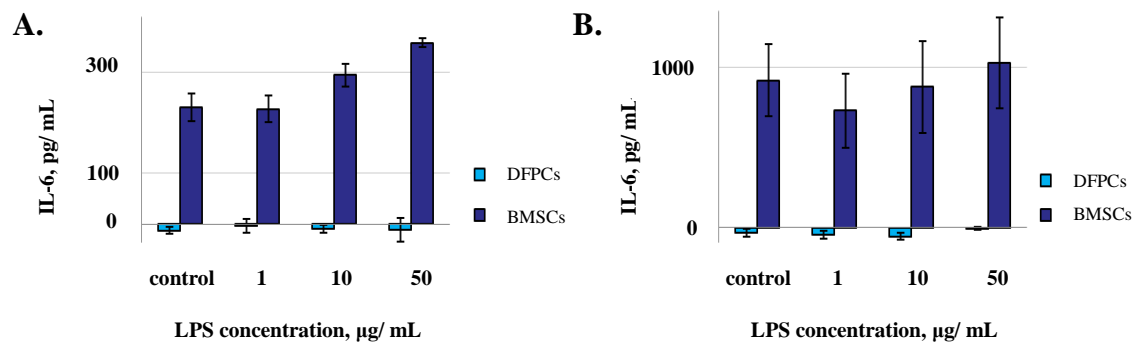 A.
IL-6, pg/ mL
300
100
0
control 1 10 50
LPS concentration, µg/ mL
DFPCs
BMSCs
B.
IL-6, pg/ mL
1000
0
control 1 10 50
LPS concentration, µg/ mL
DFPCs
BMSCs